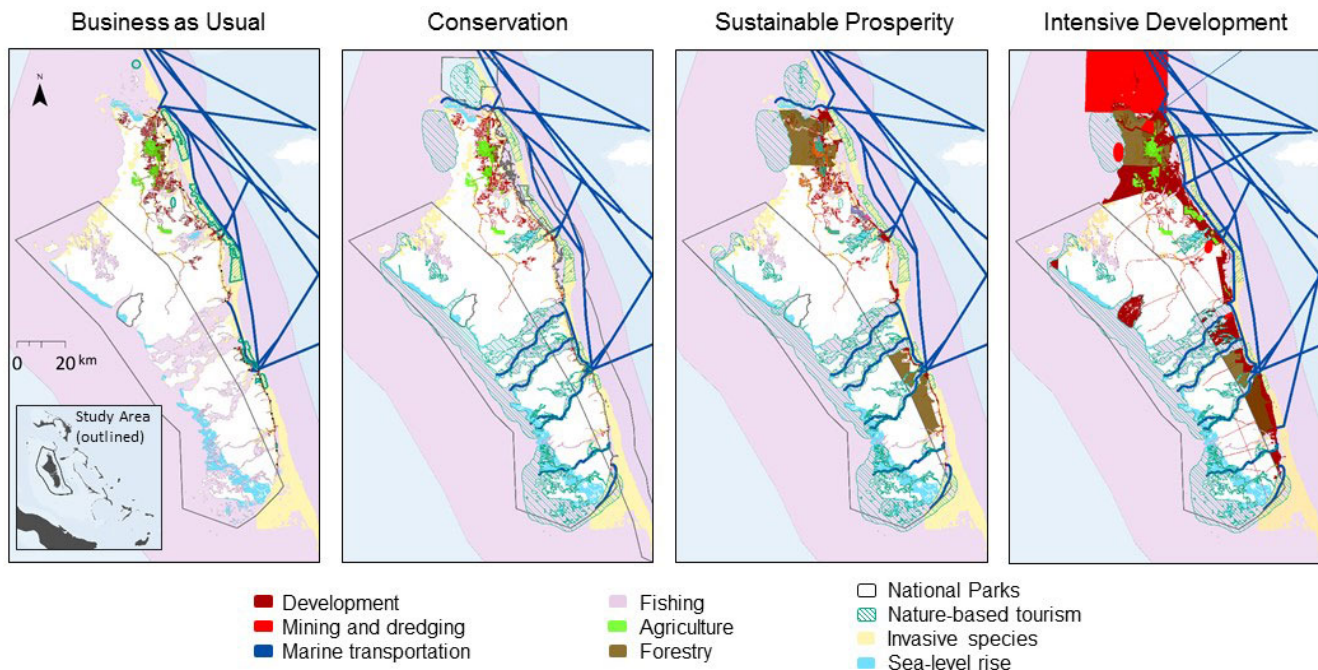 Business as Usual
Conservation
Sustainable Prosperity
Intensive Development
N
0 20 km
Study Area
(outlined)
Development
Mining and dredging
Marine transportation
Fishing
Agriculture
Forestry
National Parks
Nature-based tourism
Invasive species
Sea-level rise